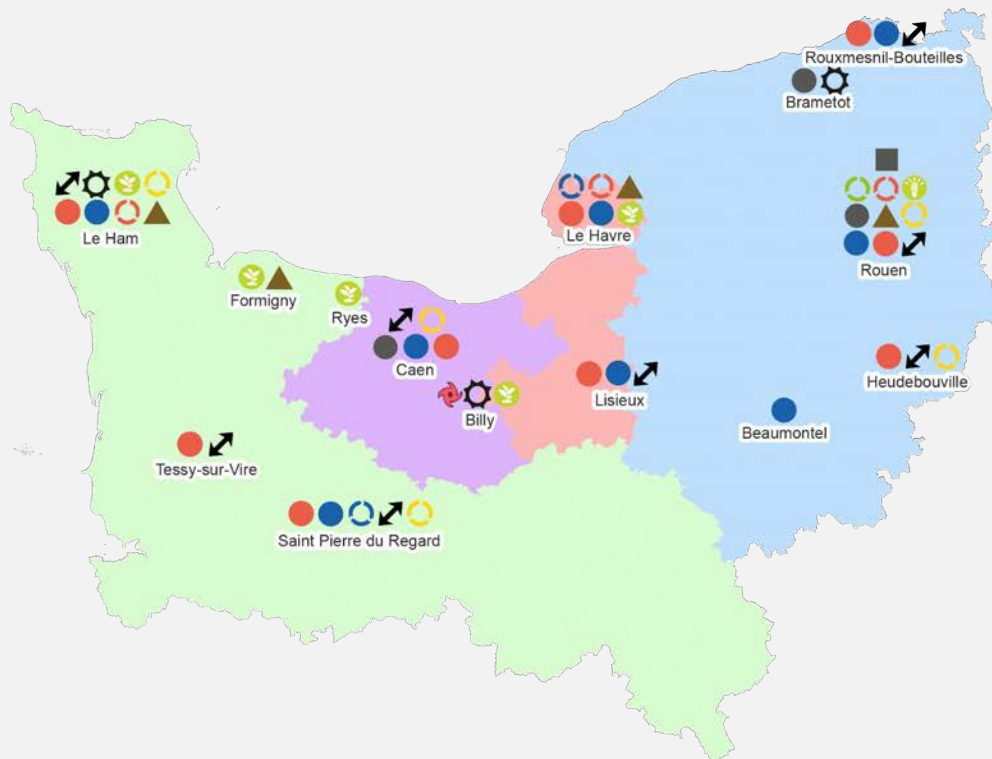 Rouxmesnil-Bouteilles
Brametot
Le Ham
Le Havre
Rouen
Formigny
Ryes
Caen
Heudebouville
Lisieux
Billy
Beaumontel
Tessy-sur-Vire
Saint Pierre du Regard